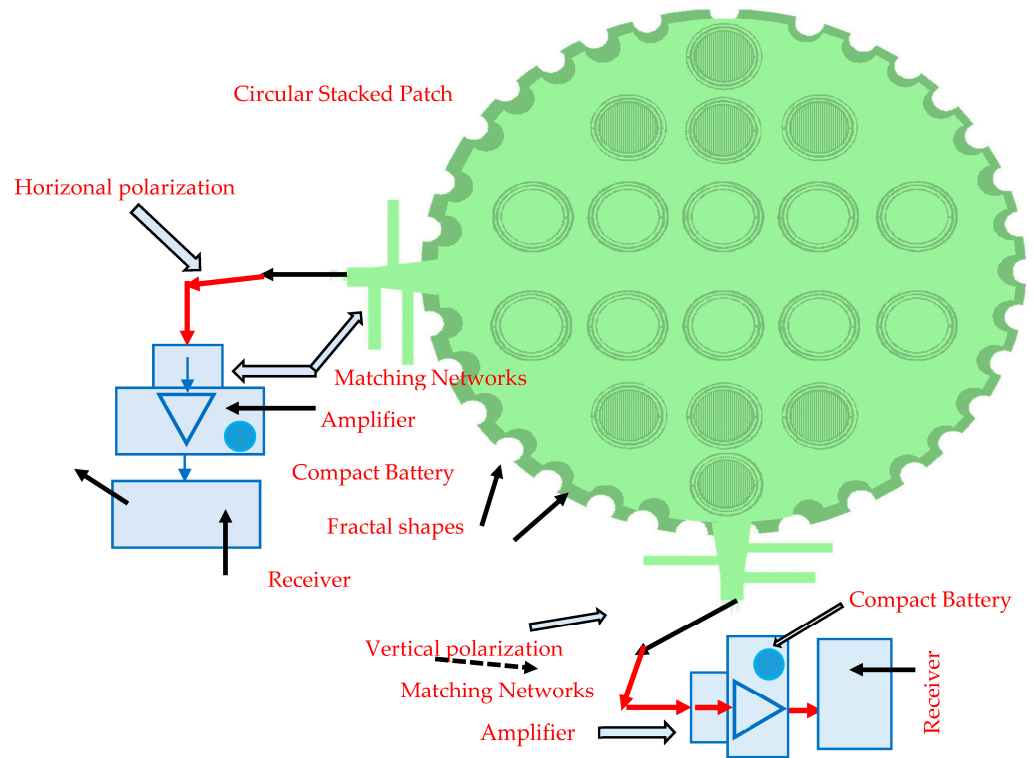 Circular Stacked Patch
Horizonal polarization
Matching Networks
Amplifier
Compact Battery
Fractal shapes
Receiver
Compact Battery
Vertical polarization
Matching Networks
Amplifier
Receiver